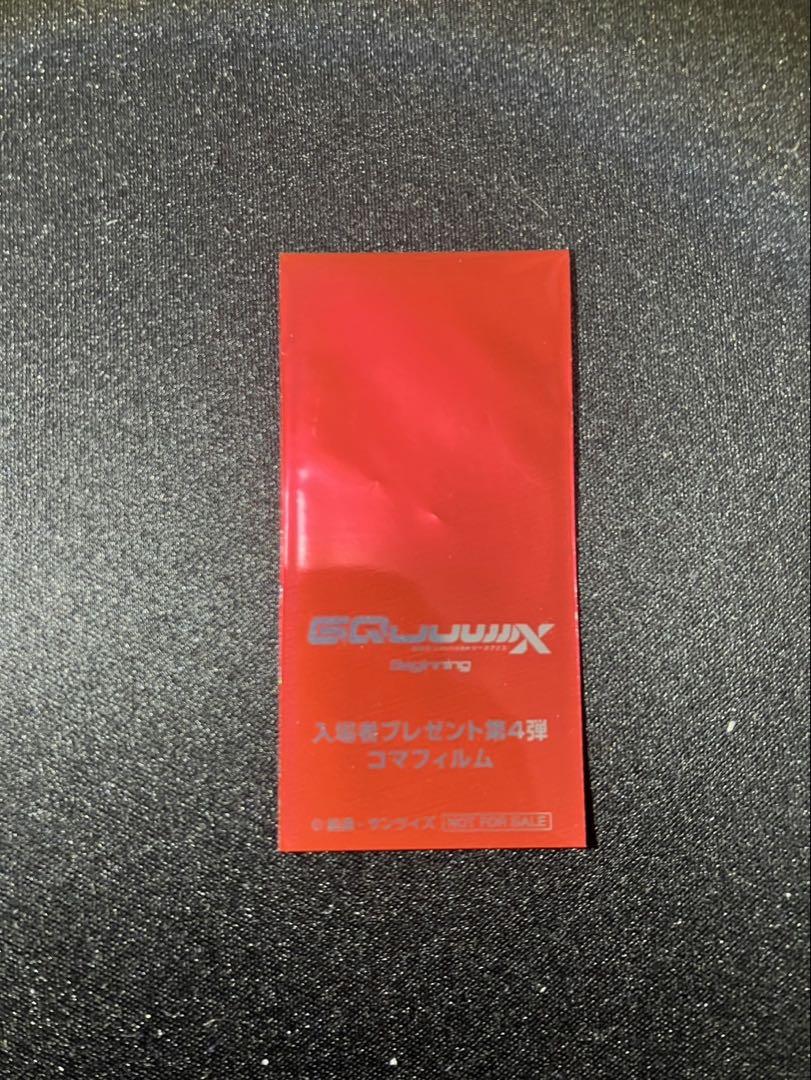 GQuuuuuuX
Beginning
入場者プレゼント第4弾
コマフィルム
© 創通・サンライズ NOT FOR SALE